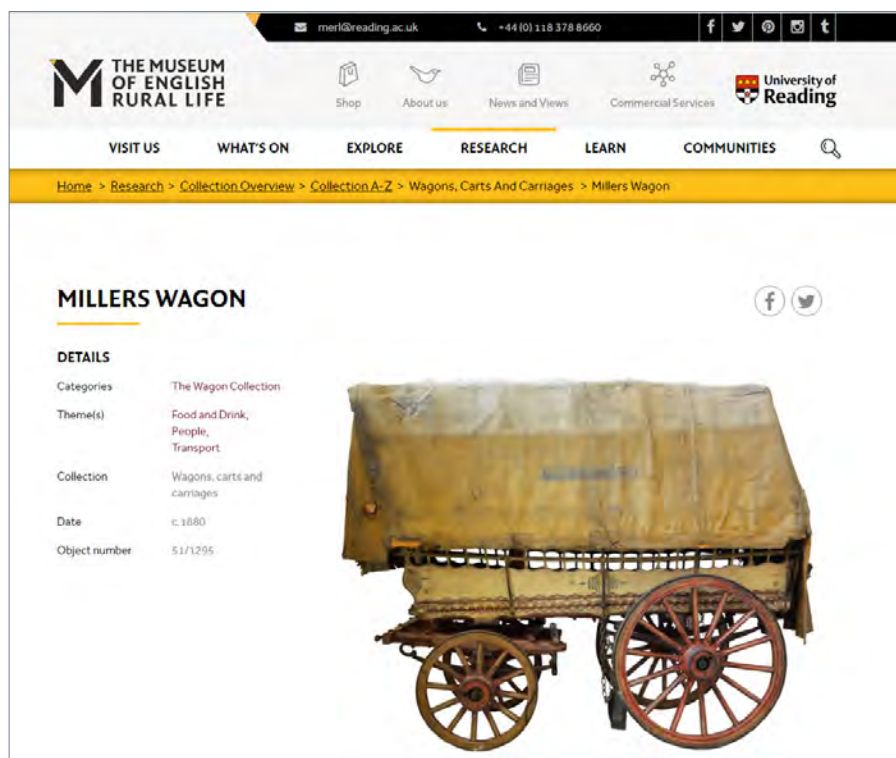 merl@reading.ac.uk +44 (0) 118 378 8660
THE MUSEUM
OF ENGLISH
RURAL LIFE
Shop About us News and Views Commercial Services
University of
Reading
VISIT US WHAT'S ON EXPLORE RESEARCH LEARN COMMUNITIES
Home > Research > Collection Overview > Collection A-Z > Wagons, Carts And Carriages > Millers Wagon
MILLERS WAGON
DETAILS
Categories The Wagon Collection
Theme(s) Food and Drink,
People,
Transport
Collection Wagons, carts and
carriages
Date c.1880
Object number 51/1295